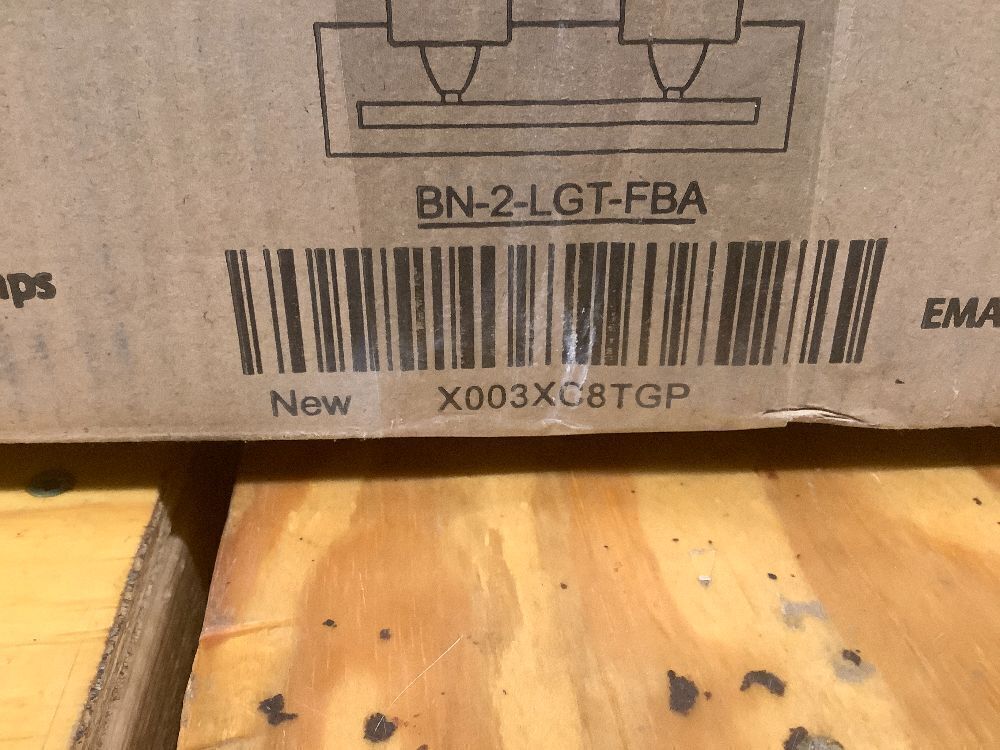 BN-2-LGT-FBA
New X003XC8TGP